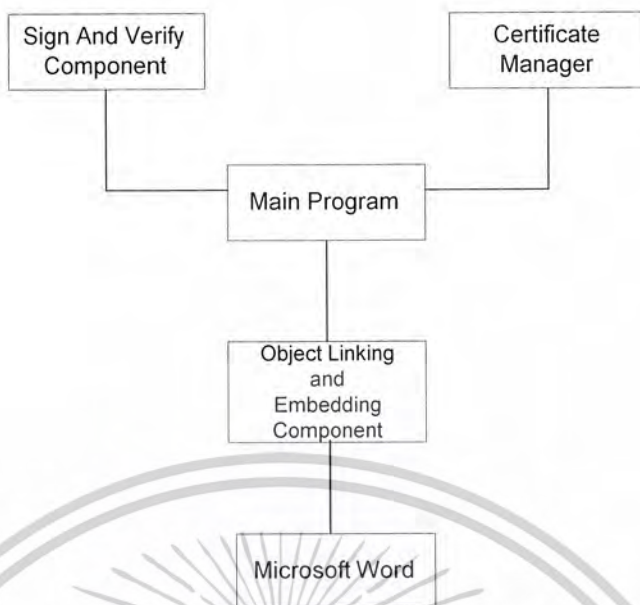 Sign And Verify
Component
Certificate
Manager
Main Program
Object Linking
and
Embedding
Component
Microsoft Word